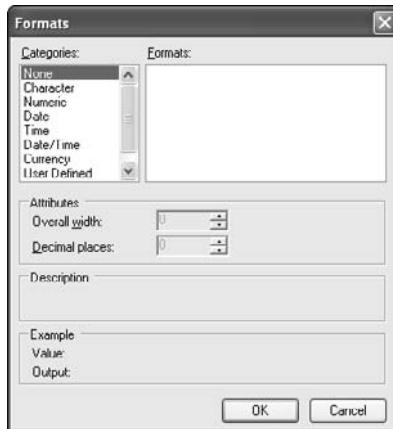 Formats
Categories: Formats:
None
Character
Numeric
Date
Time
Date/Time
Currency
User Defined
Attributes
Overall width: 0
Decimal places: 0
Description
Example
Value:
Output:
OK Cancel